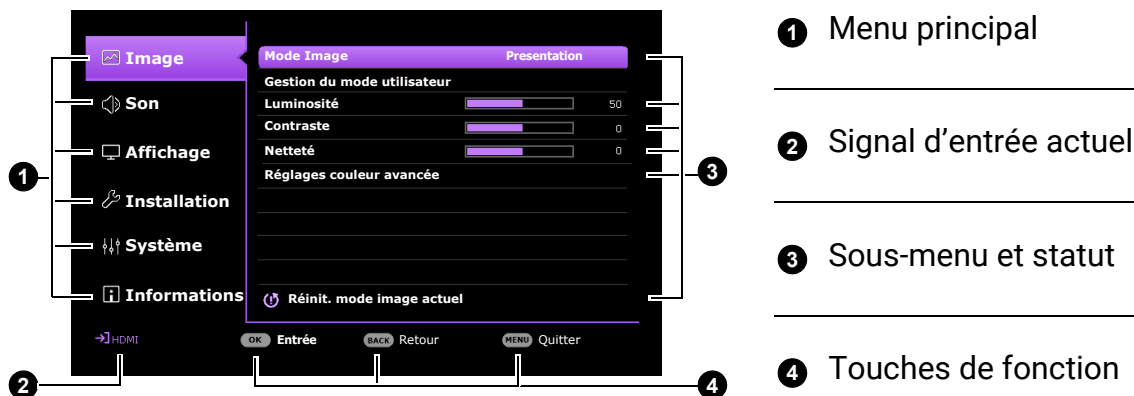 Image
Son
Affichage
Installation
Système
Informations
Mode Image Presentation
Gestion du mode utilisateur
Luminosité 50
Contraste 0
Netteté 0
Réglages couleur avancée
Réinit. mode image actuel
HDMI
OK Entrée BACK Retour MENU Quitter
1
2
3
4
1 Menu principal
2 Signal d’entrée actuel
3 Sous-menu et statut
4 Touches de fonction